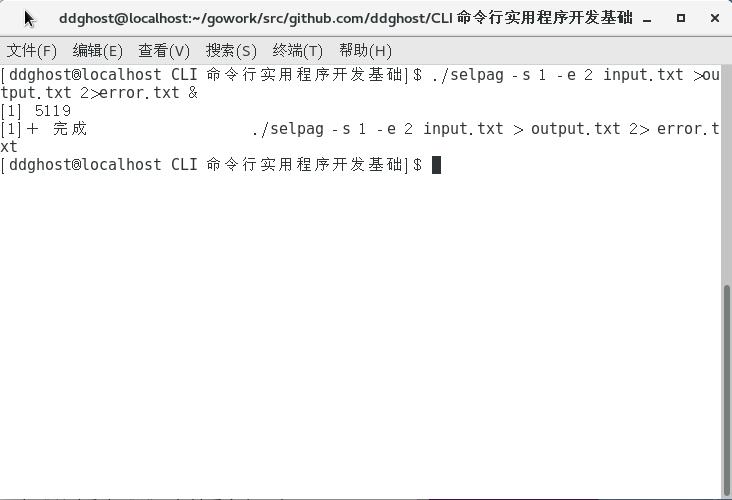 ddghost@localhost:~/gowork/src/github.com/ddghost/CLI 命令行实用程序开发基础
文件(F) 编辑(E) 查看(V) 搜索(S) 终端(T) 帮助(H)
[ddghost@localhost CLI 命令行实用程序开发基础]$ ./selpag -s 1 -e 2 input.txt >ou
tput.txt 2>error.txt &
[1] 5119
[1]+ 完成 ./selpag -s 1 -e 2 input.txt > output.txt 2> error.t
xt
[ddghost@localhost CLI 命令行实用程序开发基础]$